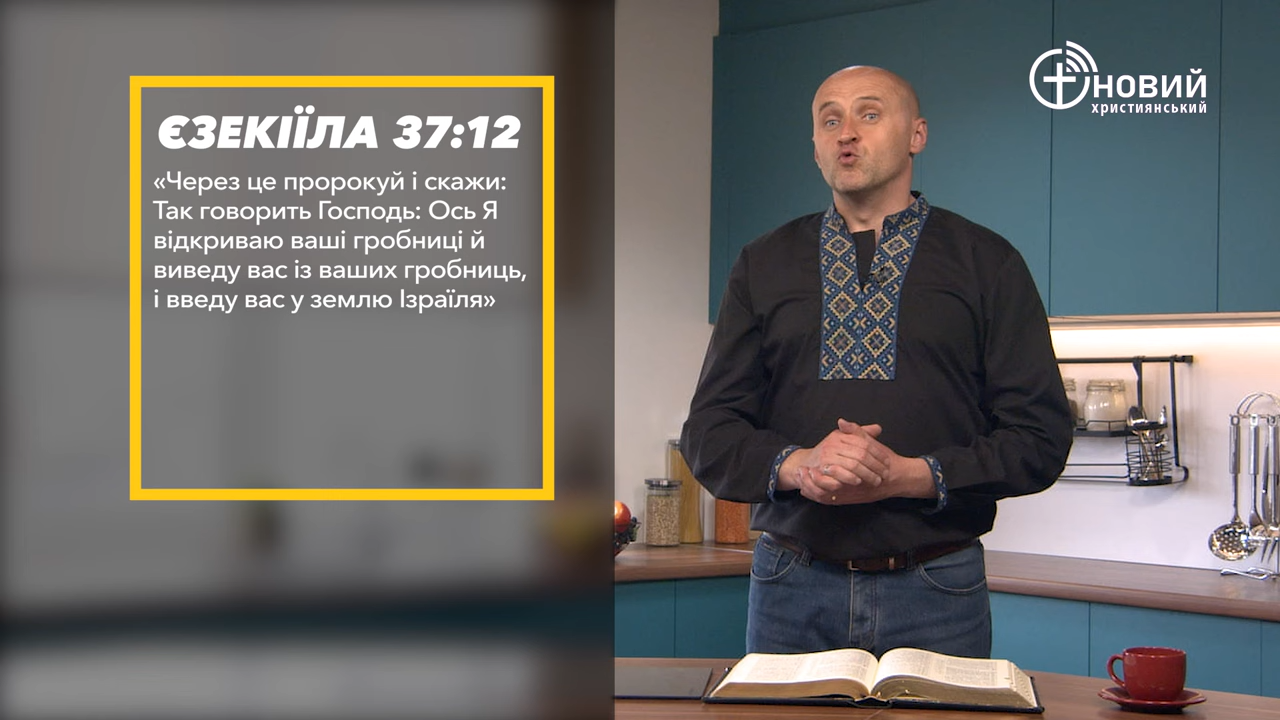 ЄЗЕКІЇЛА 37:12
«Через це пророкуй і скажи:
Так говорить Господь: Ось Я
відкриваю ваші гробниці й
виведу вас із ваших гробниць,
і введу вас у землю Ізраїля»
НОВИЙ
християнський